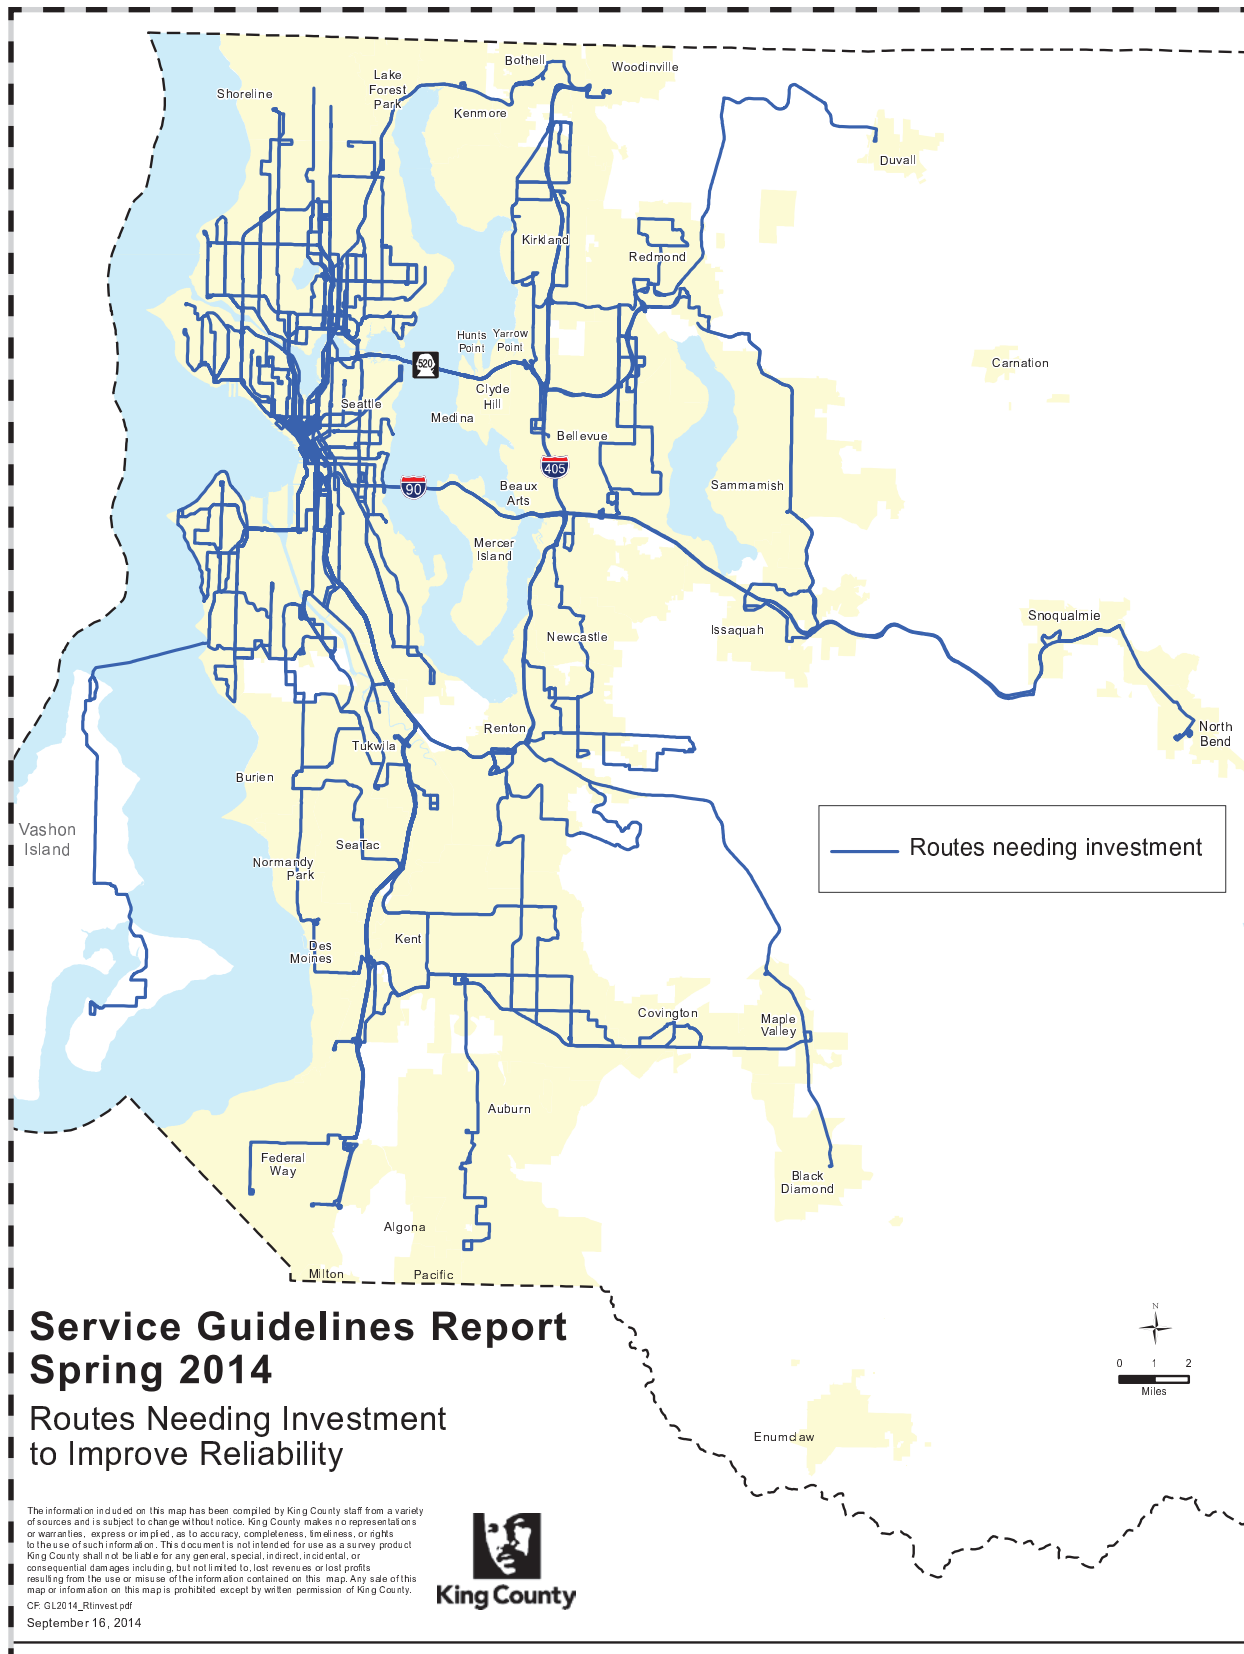 Bothell
Woodinville
Lake
Forest
Park
Shoreline
Kenmore
Duvall
Kirkland
Redmond
Hunts
Point
Yarrow
Point
520
Carnation
Clyde
Hill
Seattle
Medina
Bellevue
405
90
Beaux
Arts
Sammamish
Mercer
Island
Snoqualmie
Issaquah
Newcastle
Renton
North
Bend
Tukwila
Burien
Vashon
Island
Routes needing investment
SeaTac
Normandy
Park
Kent
Des
Moines
Covington
Maple
Valley
Auburn
Federal
Way
Black
Diamond
Algona
Milton
Pacific
Service Guidelines Report
Spring 2014
Routes Needing Investment
to Improve Reliability
N
0 1 2
Miles
Enumclaw
The information included on this map has been compiled by King County staff from a variety
of sources and is subject to change without notice. King County makes no representations
or warranties, express or implied, as to accuracy, completeness, timeliness, or rights
to the use of such information. This document is not intended for use as a survey product
King County shall not be liable for any general, special, indirect, incidental, or
consequential damages including, but not limited to, lost revenues or lost profits
resulting from the use or misuse of the information contained on this map. Any sale of this
map or information on this map is prohibited except by written permission of King County.
CF: GL2014_Rtinvest.pdf
September 16, 2014
King County